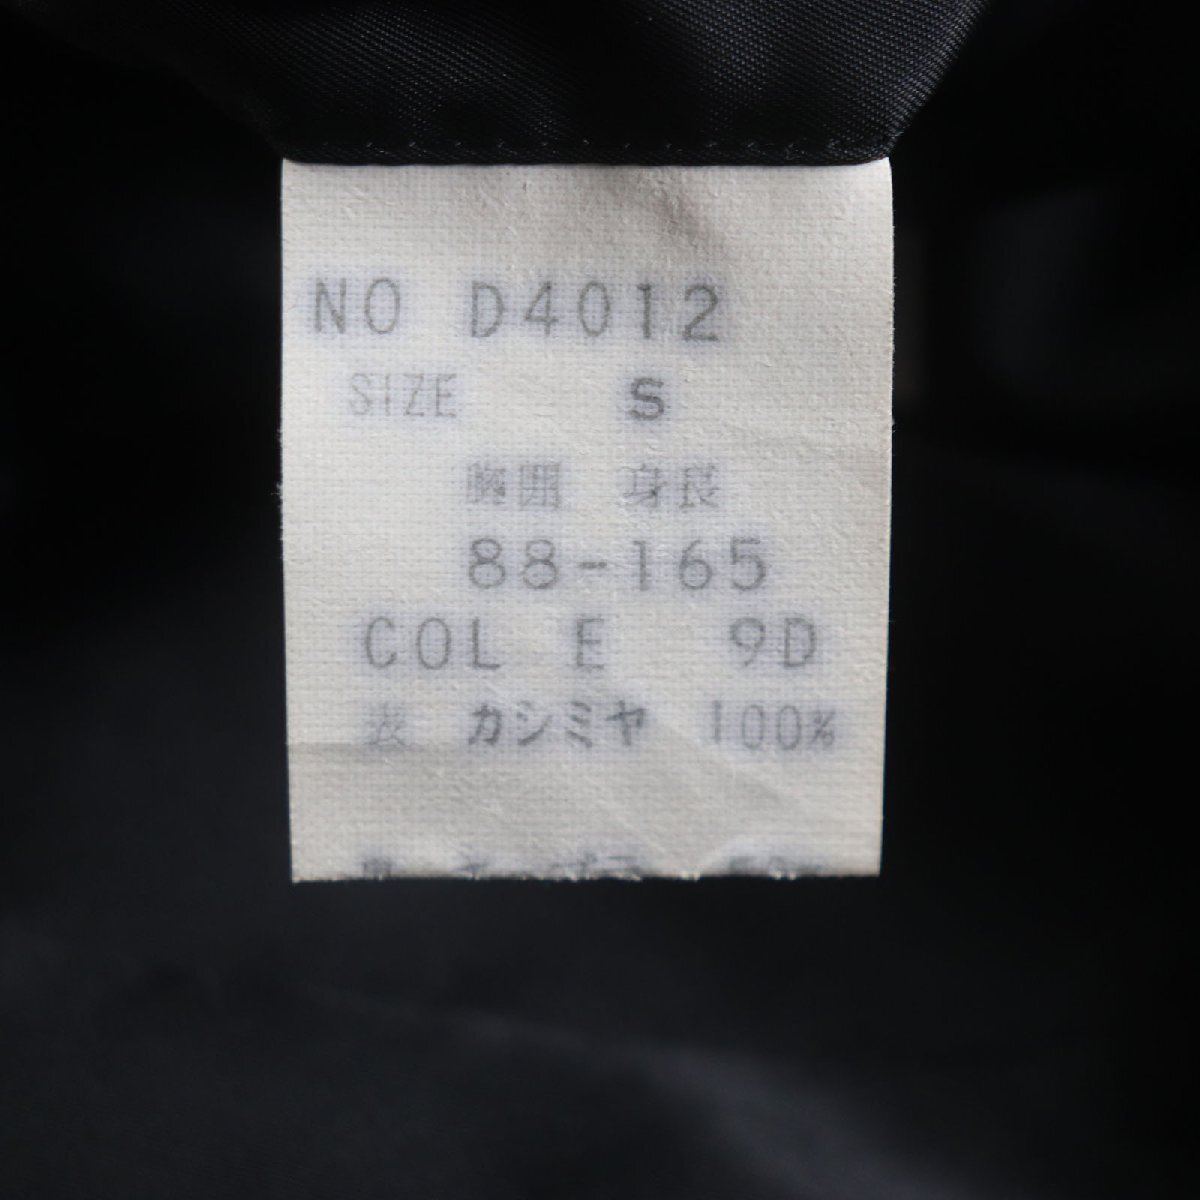 NO D4012
SIZE S
胸囲 身長
88-165
COL E 9D
表 カシミヤ 100%